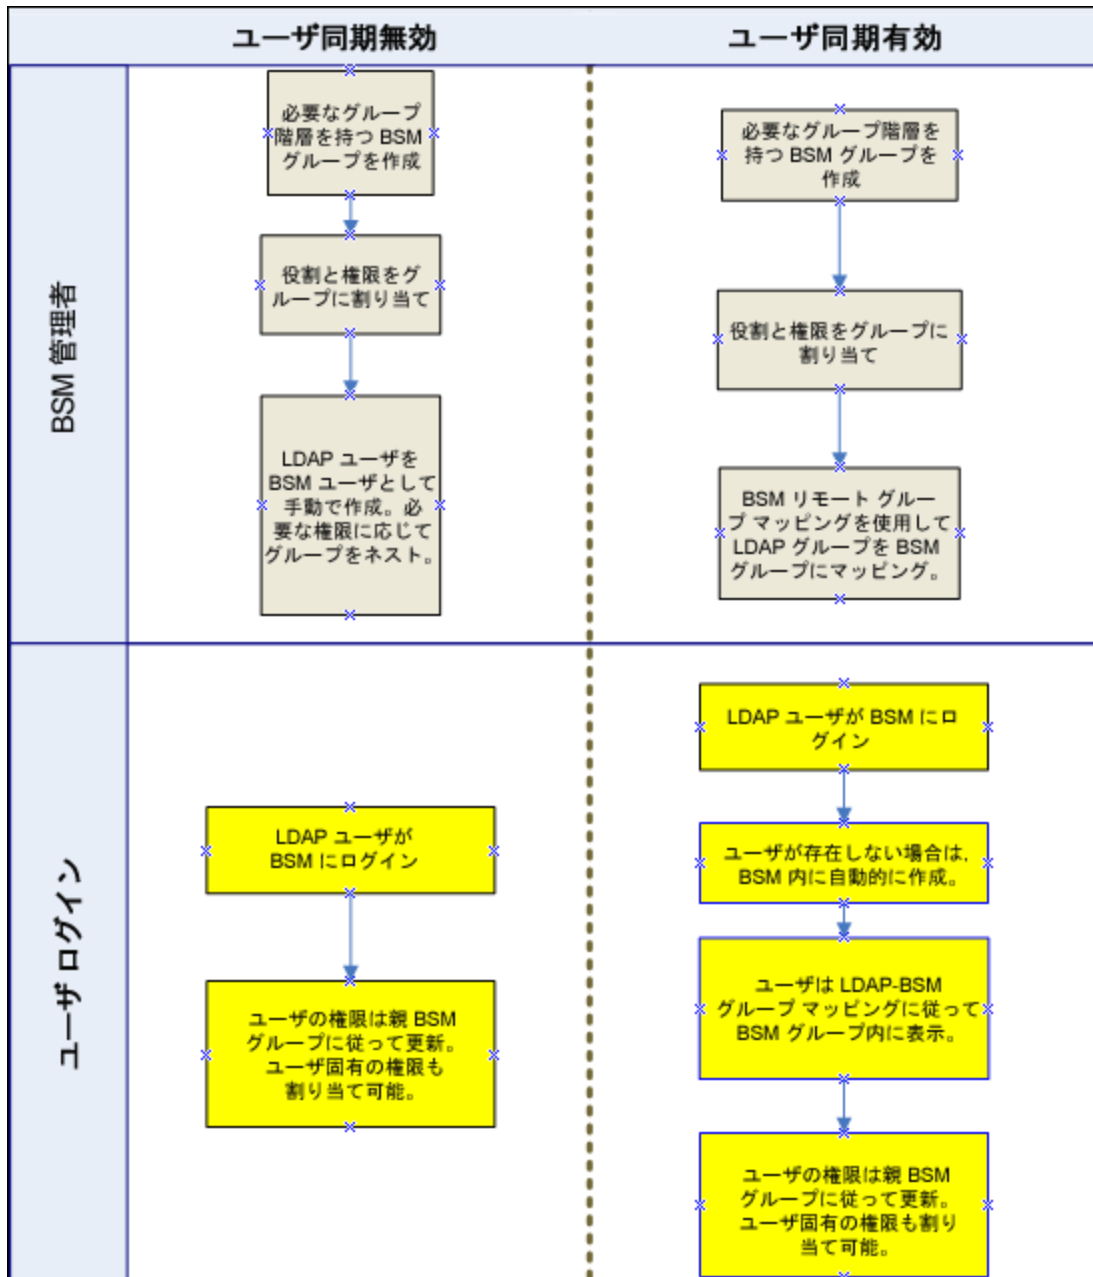 ユーザ同期無効
ユーザ同期有効
BSM 管理者
必要なグループ
階層を持つ BSM
グループを作成
役割と権限をグ
ループに割り当て
LDAP ユーザを
BSM ユーザとして
手動で作成。必
要な権限に応じて
グループをネスト。
必要なグループ階層を
持つ BSM グループを
作成
役割と権限をグループに
割り当て
BSM リモート グルー
プ マッピングを使用して
LDAP グループを BSM
グループにマッピング。
ユーザ ログイン
LDAP ユーザが
BSM にログイン
ユーザの権限は親 BSM
グループに従って更新。
ユーザ固有の権限も
割り当て可能。
LDAP ユーザが BSM にロ
グイン
ユーザが存在しない場合は,
BSM 内に自動的に作成。
ユーザは LDAP-BSM
グループ マッピングに従って
BSM グループ内に表示。
ユーザの権限は親 BSM
グループに従って更新。
ユーザ固有の権限も割り
当て可能。